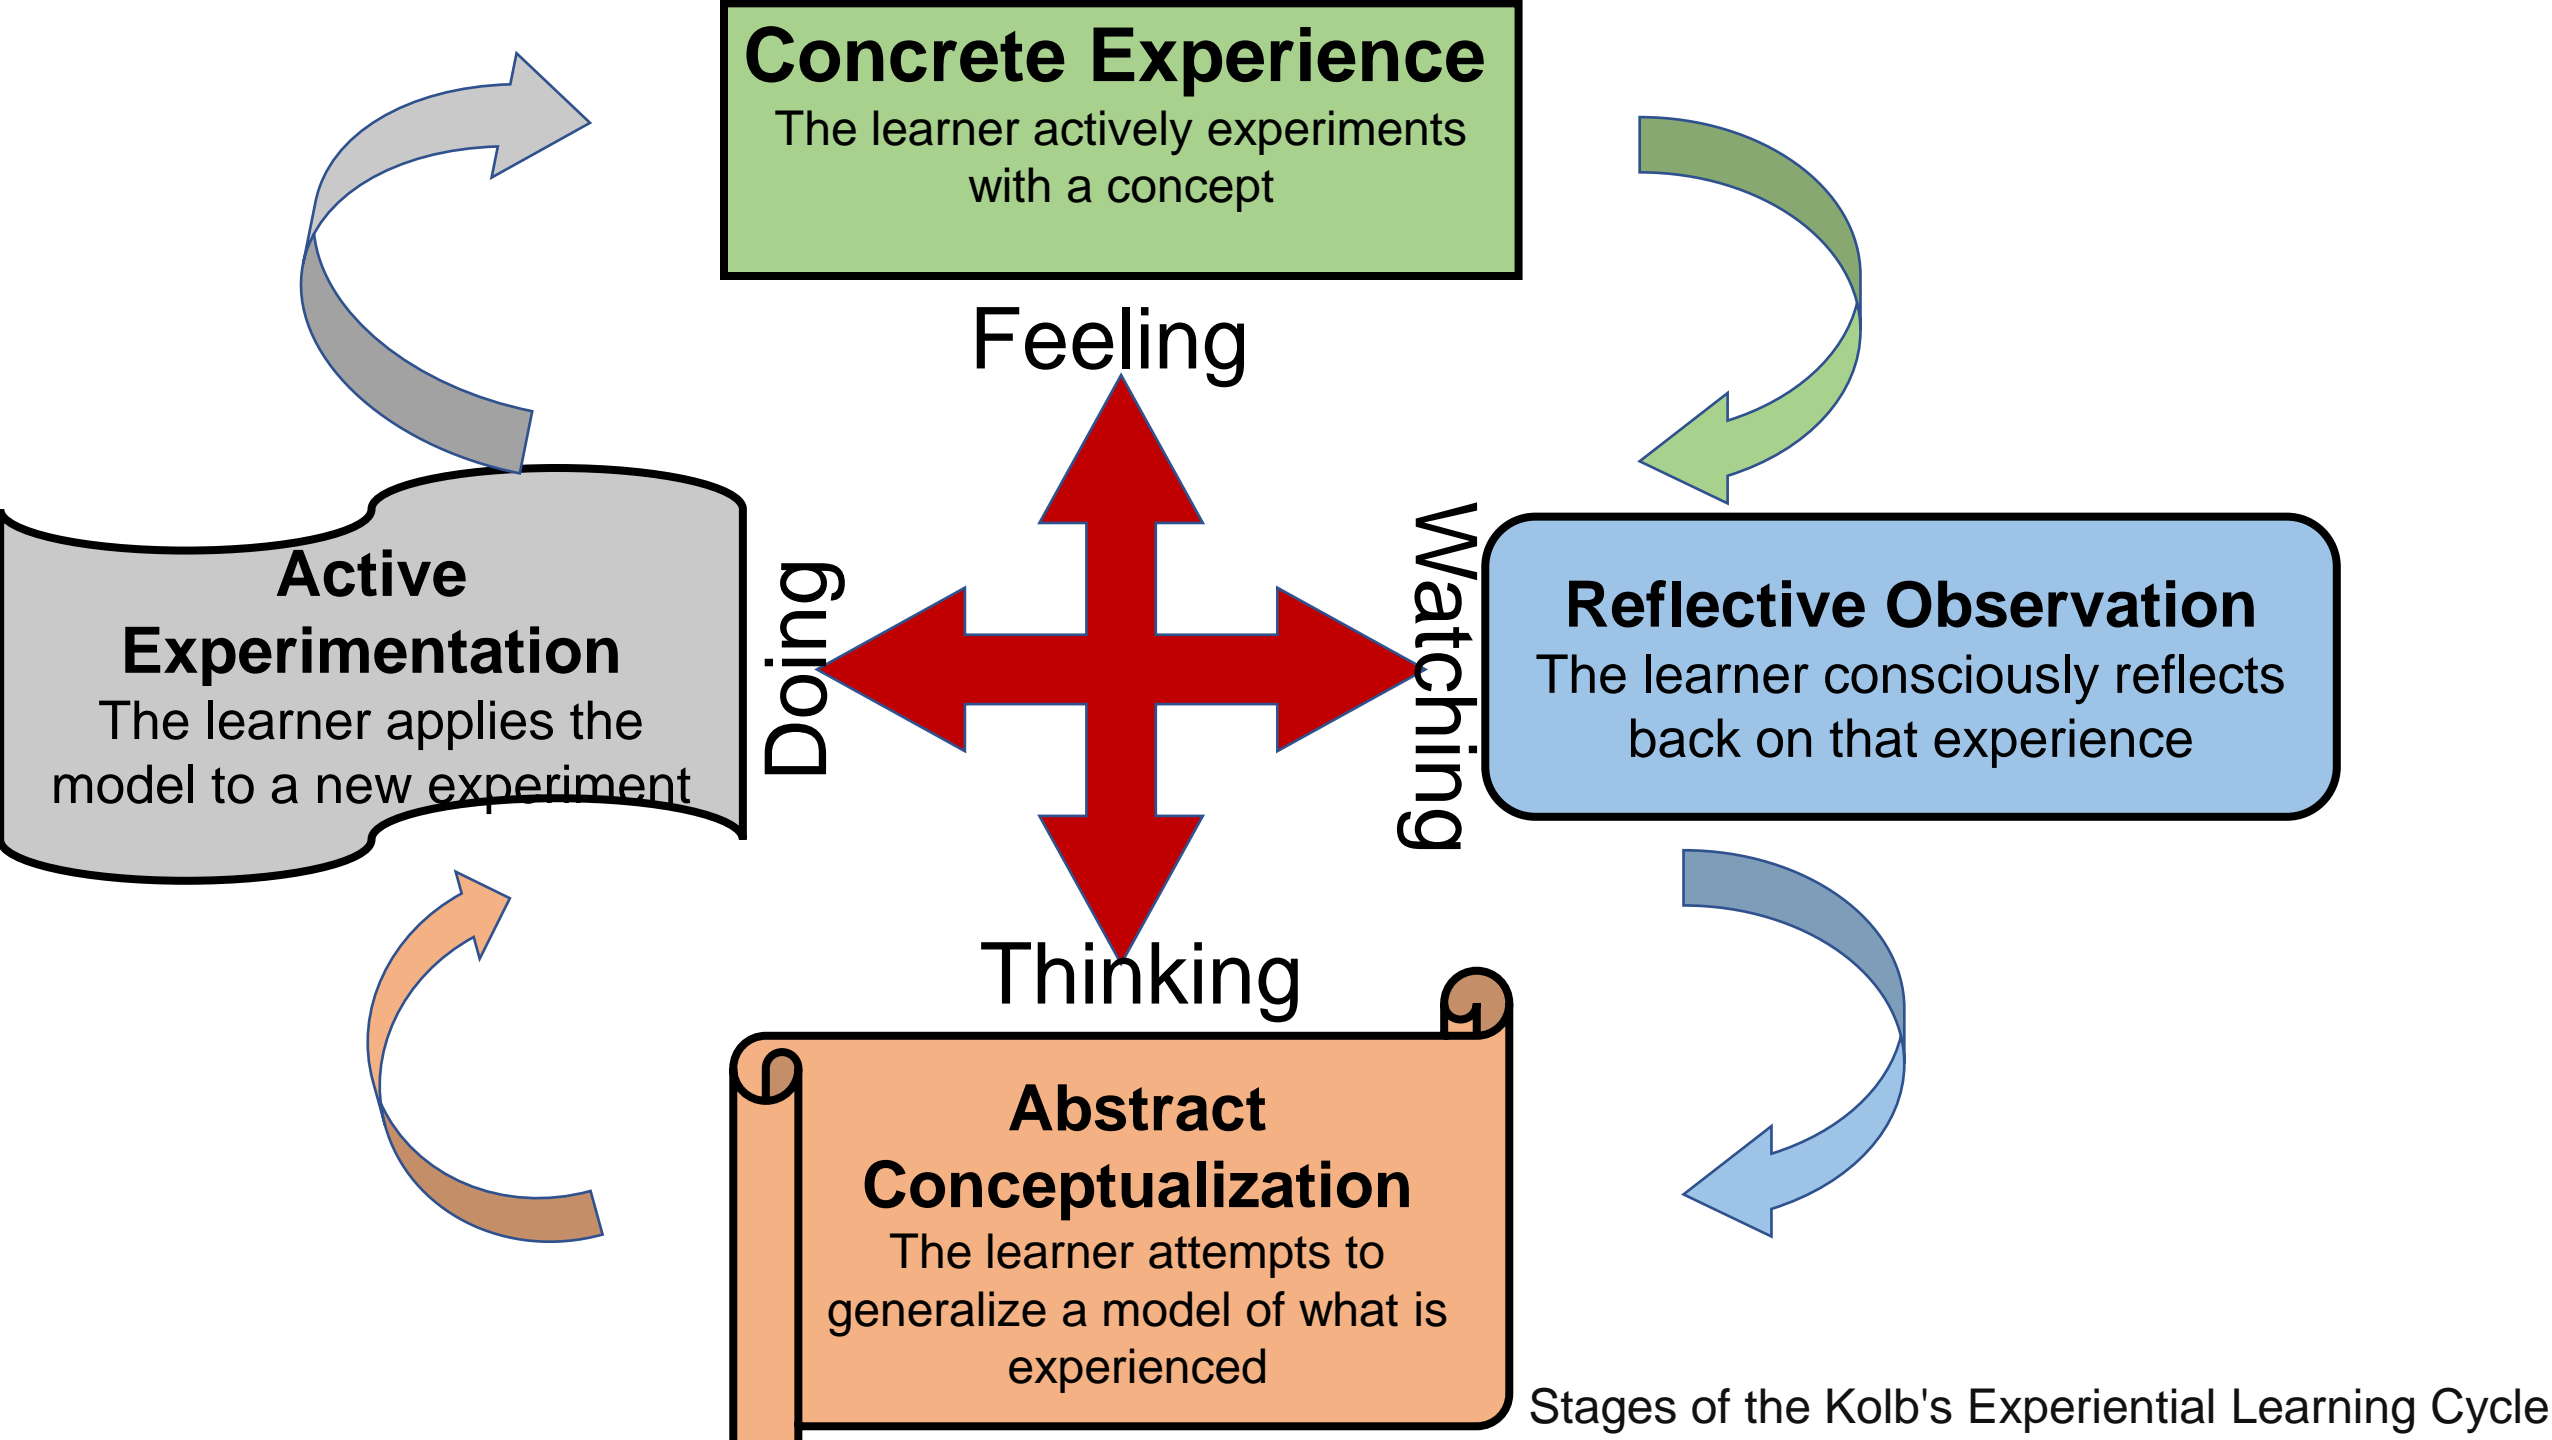 Concrete Experience
The learner actively experiments
with a concept
Feeling
Watching
Reflective Observation
The learner consciously reflects
back on that experience
Active
Experimentation
The learner applies the
model to a new experiment
Doing
Thinking
Abstract
Conceptualization
The learner attempts to
generalize a model of what is
experienced
Stages of the Kolb's Experiential Learning Cycle